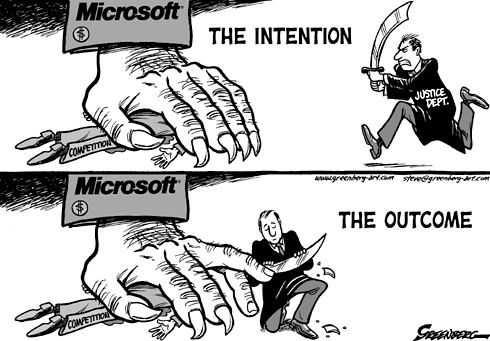 Microsoft®
$
THE INTENTION
JUSTICE
DEPT.
COMPETITION
www.greenberg-art.com steve@greenberg-art.com
Microsoft®
$
THE OUTCOME
COMPETITION
GREENBERG